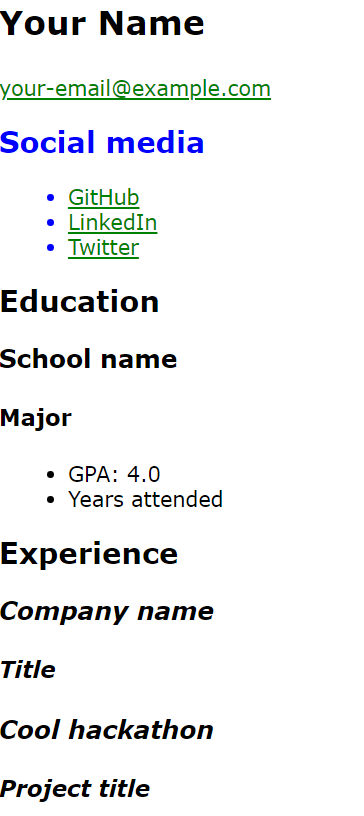 Your Name
your-email@example.com
Social media
GitHub
LinkedIn
Twitter
Education
School name
Major
GPA: 4.0
Years attended
Experience
Company name
Title
Cool hackathon
Project title